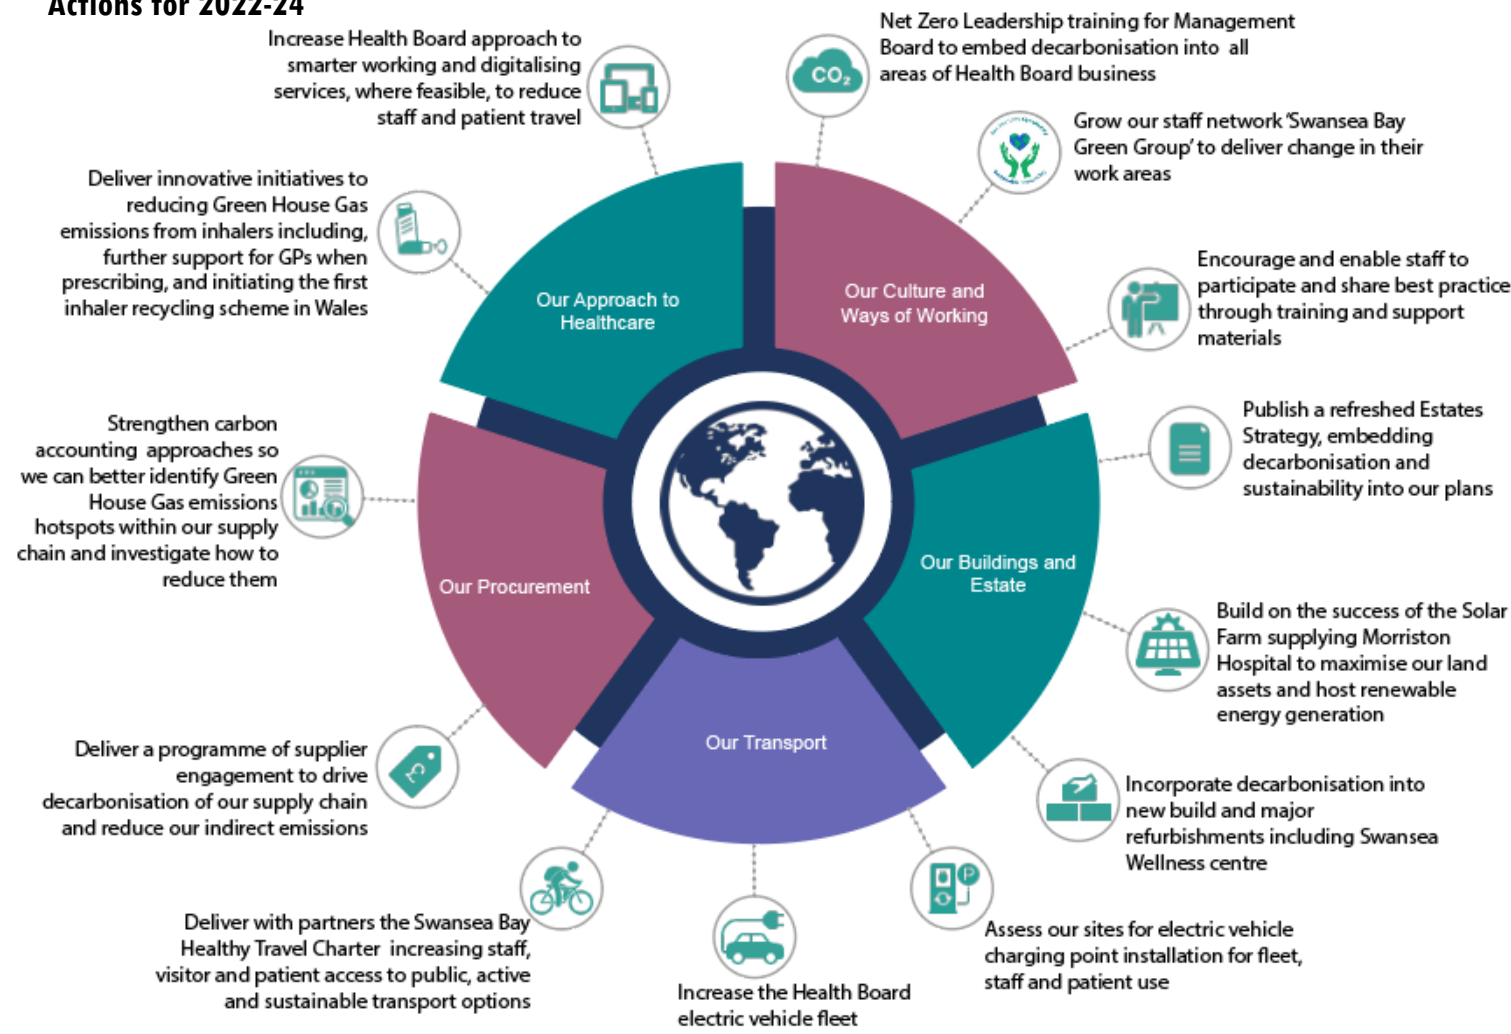 Actions for 2022-24
Increase Health Board approach to
smarter working and digitalising
services, where feasible, to reduce
staff and patient travel
Deliver innovative initiatives to
reducing Green House Gas
emissions from inhalers including,
further support for GPs when
prescribing, and initiating the first
inhaler recycling scheme in Wales
Strengthen carbon
accounting approaches so
we can better identify Green
House Gas emissions
hotspots within our supply
chain and investigate how to
reduce them
Deliver a programme of supplier
engagement to drive
decarbonisation of our supply chain
and reduce our indirect emissions
£
Deliver with partners the Swansea Bay
Healthy Travel Charter increasing staff,
visitor and patient access to public, active
and sustainable transport options
Increase the Health Board
electric vehicle fleet
P
Assess our sites for electric vehicle
charging point installation for fleet,
staff and patient use
Incorporate decarbonisation into
new build and major
refurbishments including Swansea
Wellness centre
Build on the success of the Solar
Farm supplying Morriston
Hospital to maximise our land
assets and host renewable
energy generation
Publish a refreshed Estates
Strategy, embedding
decarbonisation and
sustainability into our plans
Encourage and enable staff to
participate and share best practice
through training and support
materials
Grow our staff network 'Swansea Bay
Green Group' to deliver change in their
work areas
CO₂
Net Zero Leadership training for Management
Board to embed decarbonisation into all
areas of Health Board business
Our Approach to
Healthcare
Our Culture and
Ways of Working
Our Buildings and
Estate
Our Transport
Our Procurement